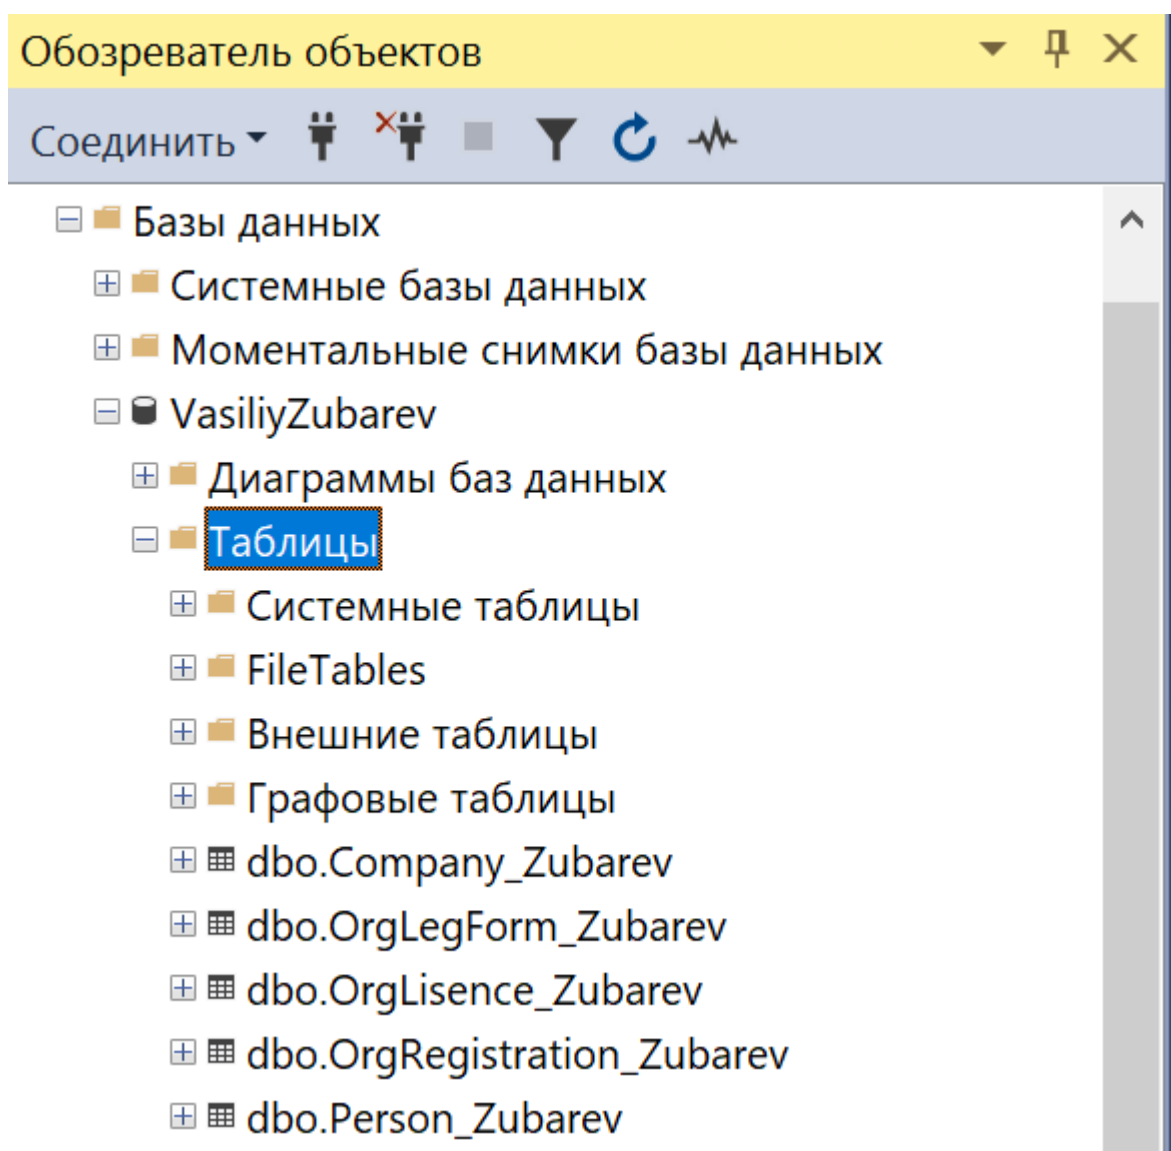 Обозреватель объектов
Соединить
Базы данных
Системные базы данных
Моментальные снимки базы данных
VasiliyZubarev
Диаграммы баз данных
Таблицы
Системные таблицы
FileTables
Внешние таблицы
Графовые таблицы
dbo.Company_Zubarev
dbo.OrgLegForm_Zubarev
dbo.OrgLisence_Zubarev
dbo.OrgRegistration_Zubarev
dbo.Person_Zubarev